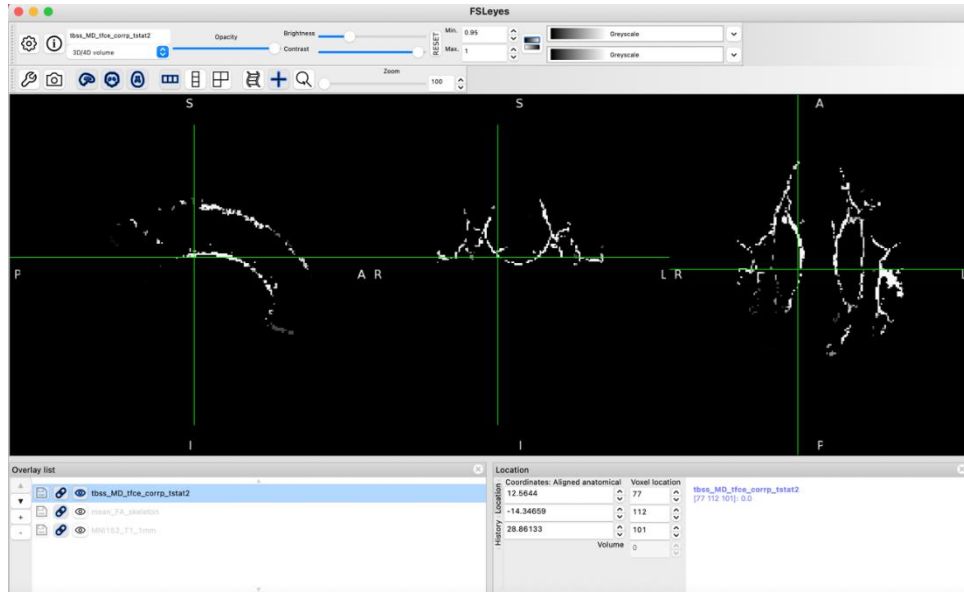 FSLeyes
tbss_MD_tfce_corrp_tstat2
3D/4D volume
Opacity
Brightness
Contrast
RESET
Min. 0.95
Max. 1
Greyscale
Greyscale
Zoom
100
S S A
P A R L R L
I I P
Overlay list
tbss_MD_tfce_corrp_tstat2
mean_FA_skeleton
MNI152_T1_1mm
Location
History Location
Coordinates: Aligned anatomical Voxel location
12.5644 77
-14.34659 112
28.86133 101
Volume 0
tbss_MD_tfce_corrp_tstat2
[77 112 101]: 0.0